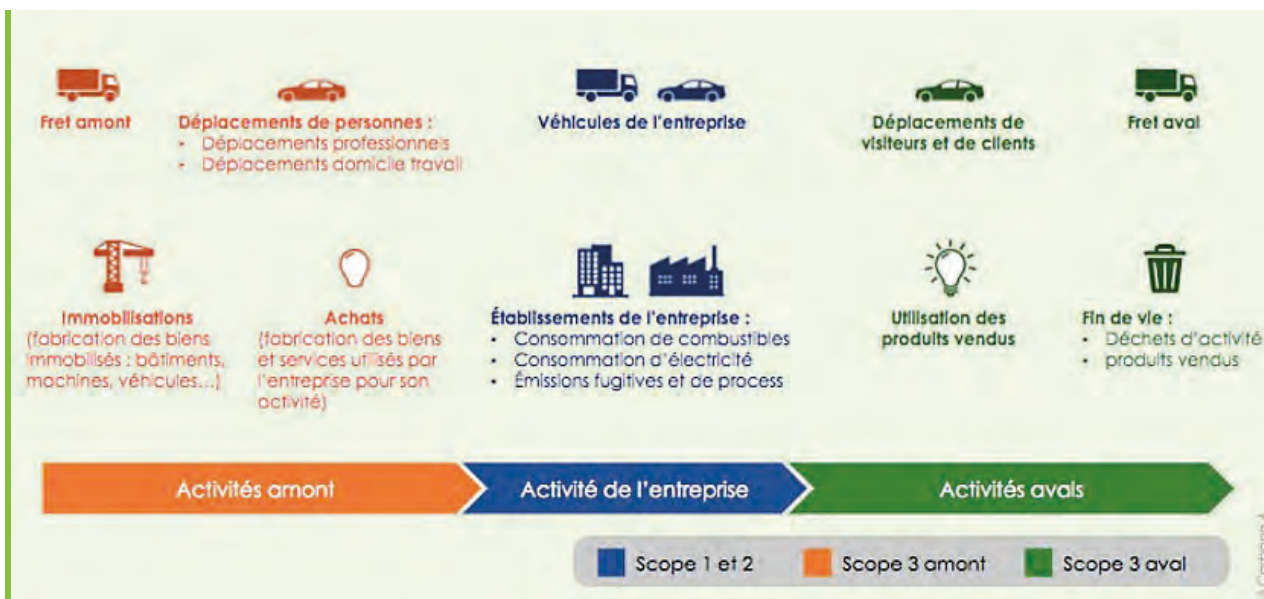 Fret amont
Déplacements de personnes :
• Déplacements professionnels
• Déplacements domicile travail
Véhicules de l'entreprise
Déplacements de
visiteurs et de clients
Fret aval
Immobilisations
(fabrication des biens
immobilisés : bâtiments,
machines, véhicules...)
Achats
(fabrication des biens
et services utilisés par
l'entreprise pour son
activité)
Établissements de l'entreprise :
• Consommation de combustibles
• Consommation d'électricité
• Émissions fugitives et de process
Utilisation des
produits vendus
Fin de vie :
• Déchets d'activité
• produits vendus
Activités amont
Activité de l'entreprise
Activités avals
Scope 1 et 2
Scope 3 amont
Scope 3 aval